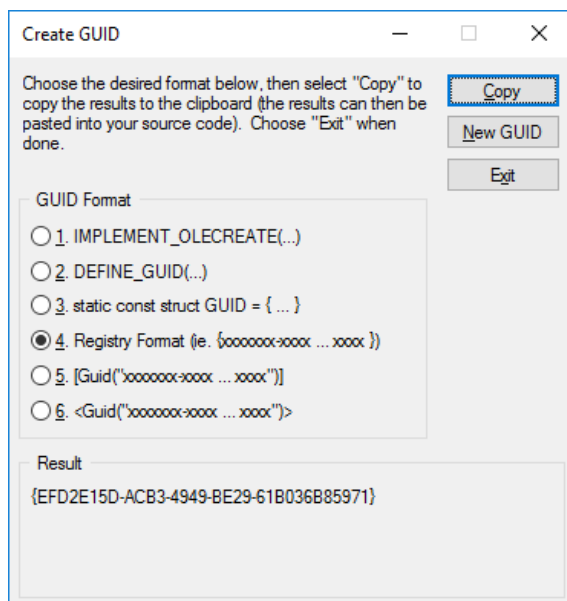 Create GUID
Choose the desired format below, then select "Copy" to
copy the results to the clipboard (the results can then be
pasted into your source code).  Choose "Exit" when
done.
Copy
New GUID
Exit
GUID Format
1. IMPLEMENT_OLECREATE(...)
2. DEFINE_GUID(...)
3. static const struct GUID = { ... }
4. Registry Format (ie. {xxxxxxx-xxxx ... xxxx })
5. [Guid("xxxxxxx-xxxx ... xxxx")]
6. <Guid("xxxxxxx-xxxx ... xxxx")>
Result
{EFD2E15D-ACB3-4949-BE29-61B036B85971}